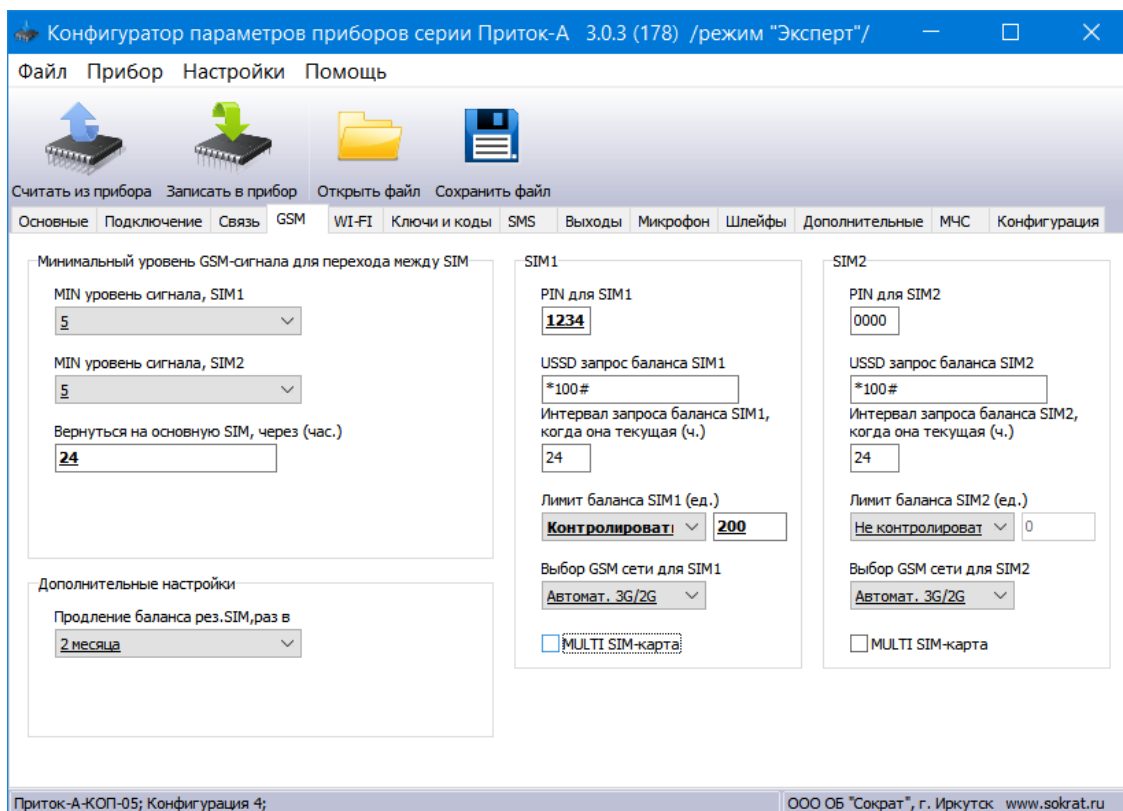 Конфигуратор параметров приборов серии Приток-А 3.0.3 (178) /режим "Эксперт"/
Файл Прибор Настройки Помощь
Считать из прибора Записать в прибор Открыть файл Сохранить файл
Основные Подключение Связь GSM WI-FI Ключи и коды SMS Выходы Микрофон Шлейфы Дополнительные МЧС Конфигурация
Минимальный уровень GSM-сигнала для перехода между SIM
MIN уровень сигнала, SIM1
5
MIN уровень сигнала, SIM2
5
Вернуться на основную SIM, через (час.)
24
Дополнительные настройки
Продление баланса рез.SIM,раз в
2 месяца
SIM1
PIN для SIM1
1234
USSD запрос баланса SIM1
*100#
Интервал запроса баланса SIM1,
когда она текущая (ч.)
24
Лимит баланса SIM1 (ед.)
Контролироват 200
Выбор GSM сети для SIM1
Автомат. 3G/2G
MULTI SIM-карта
SIM2
PIN для SIM2
0000
USSD запрос баланса SIM2
*100#
Интервал запроса баланса SIM2,
когда она текущая (ч.)
24
Лимит баланса SIM2 (ед.)
Не контролироват 0
Выбор GSM сети для SIM2
Автомат. 3G/2G
MULTI SIM-карта
Приток-А-КОП-05; Конфигурация 4; ООО ОБ "Сократ", г. Иркутск www.sokrat.ru